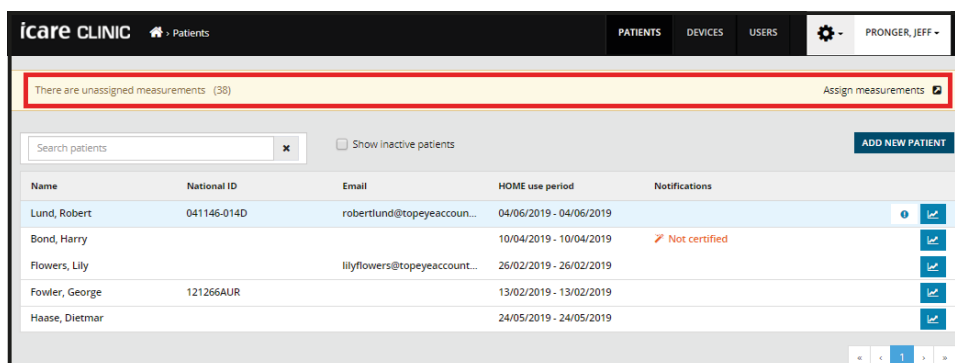 icare CLINIC › Patients PATIENTS DEVICES USERS PRONGER, JEFF
There are unassigned measurements (38) Assign measurements
Search patients × Show inactive patients ADD NEW PATIENT
Name National ID Email HOME use period Notifications
Lund, Robert 041146-014D robertlund@topeyeaccoun... 04/06/2019 - 04/06/2019
Bond, Harry 10/04/2019 - 10/04/2019 Not certified
Flowers, Lily lilyflowers@topeyeaccount... 26/02/2019 - 26/02/2019
Fowler, George 121266AUR 13/02/2019 - 13/02/2019
Haase, Dietmar 24/05/2019 - 24/05/2019
« ‹ 1 › »